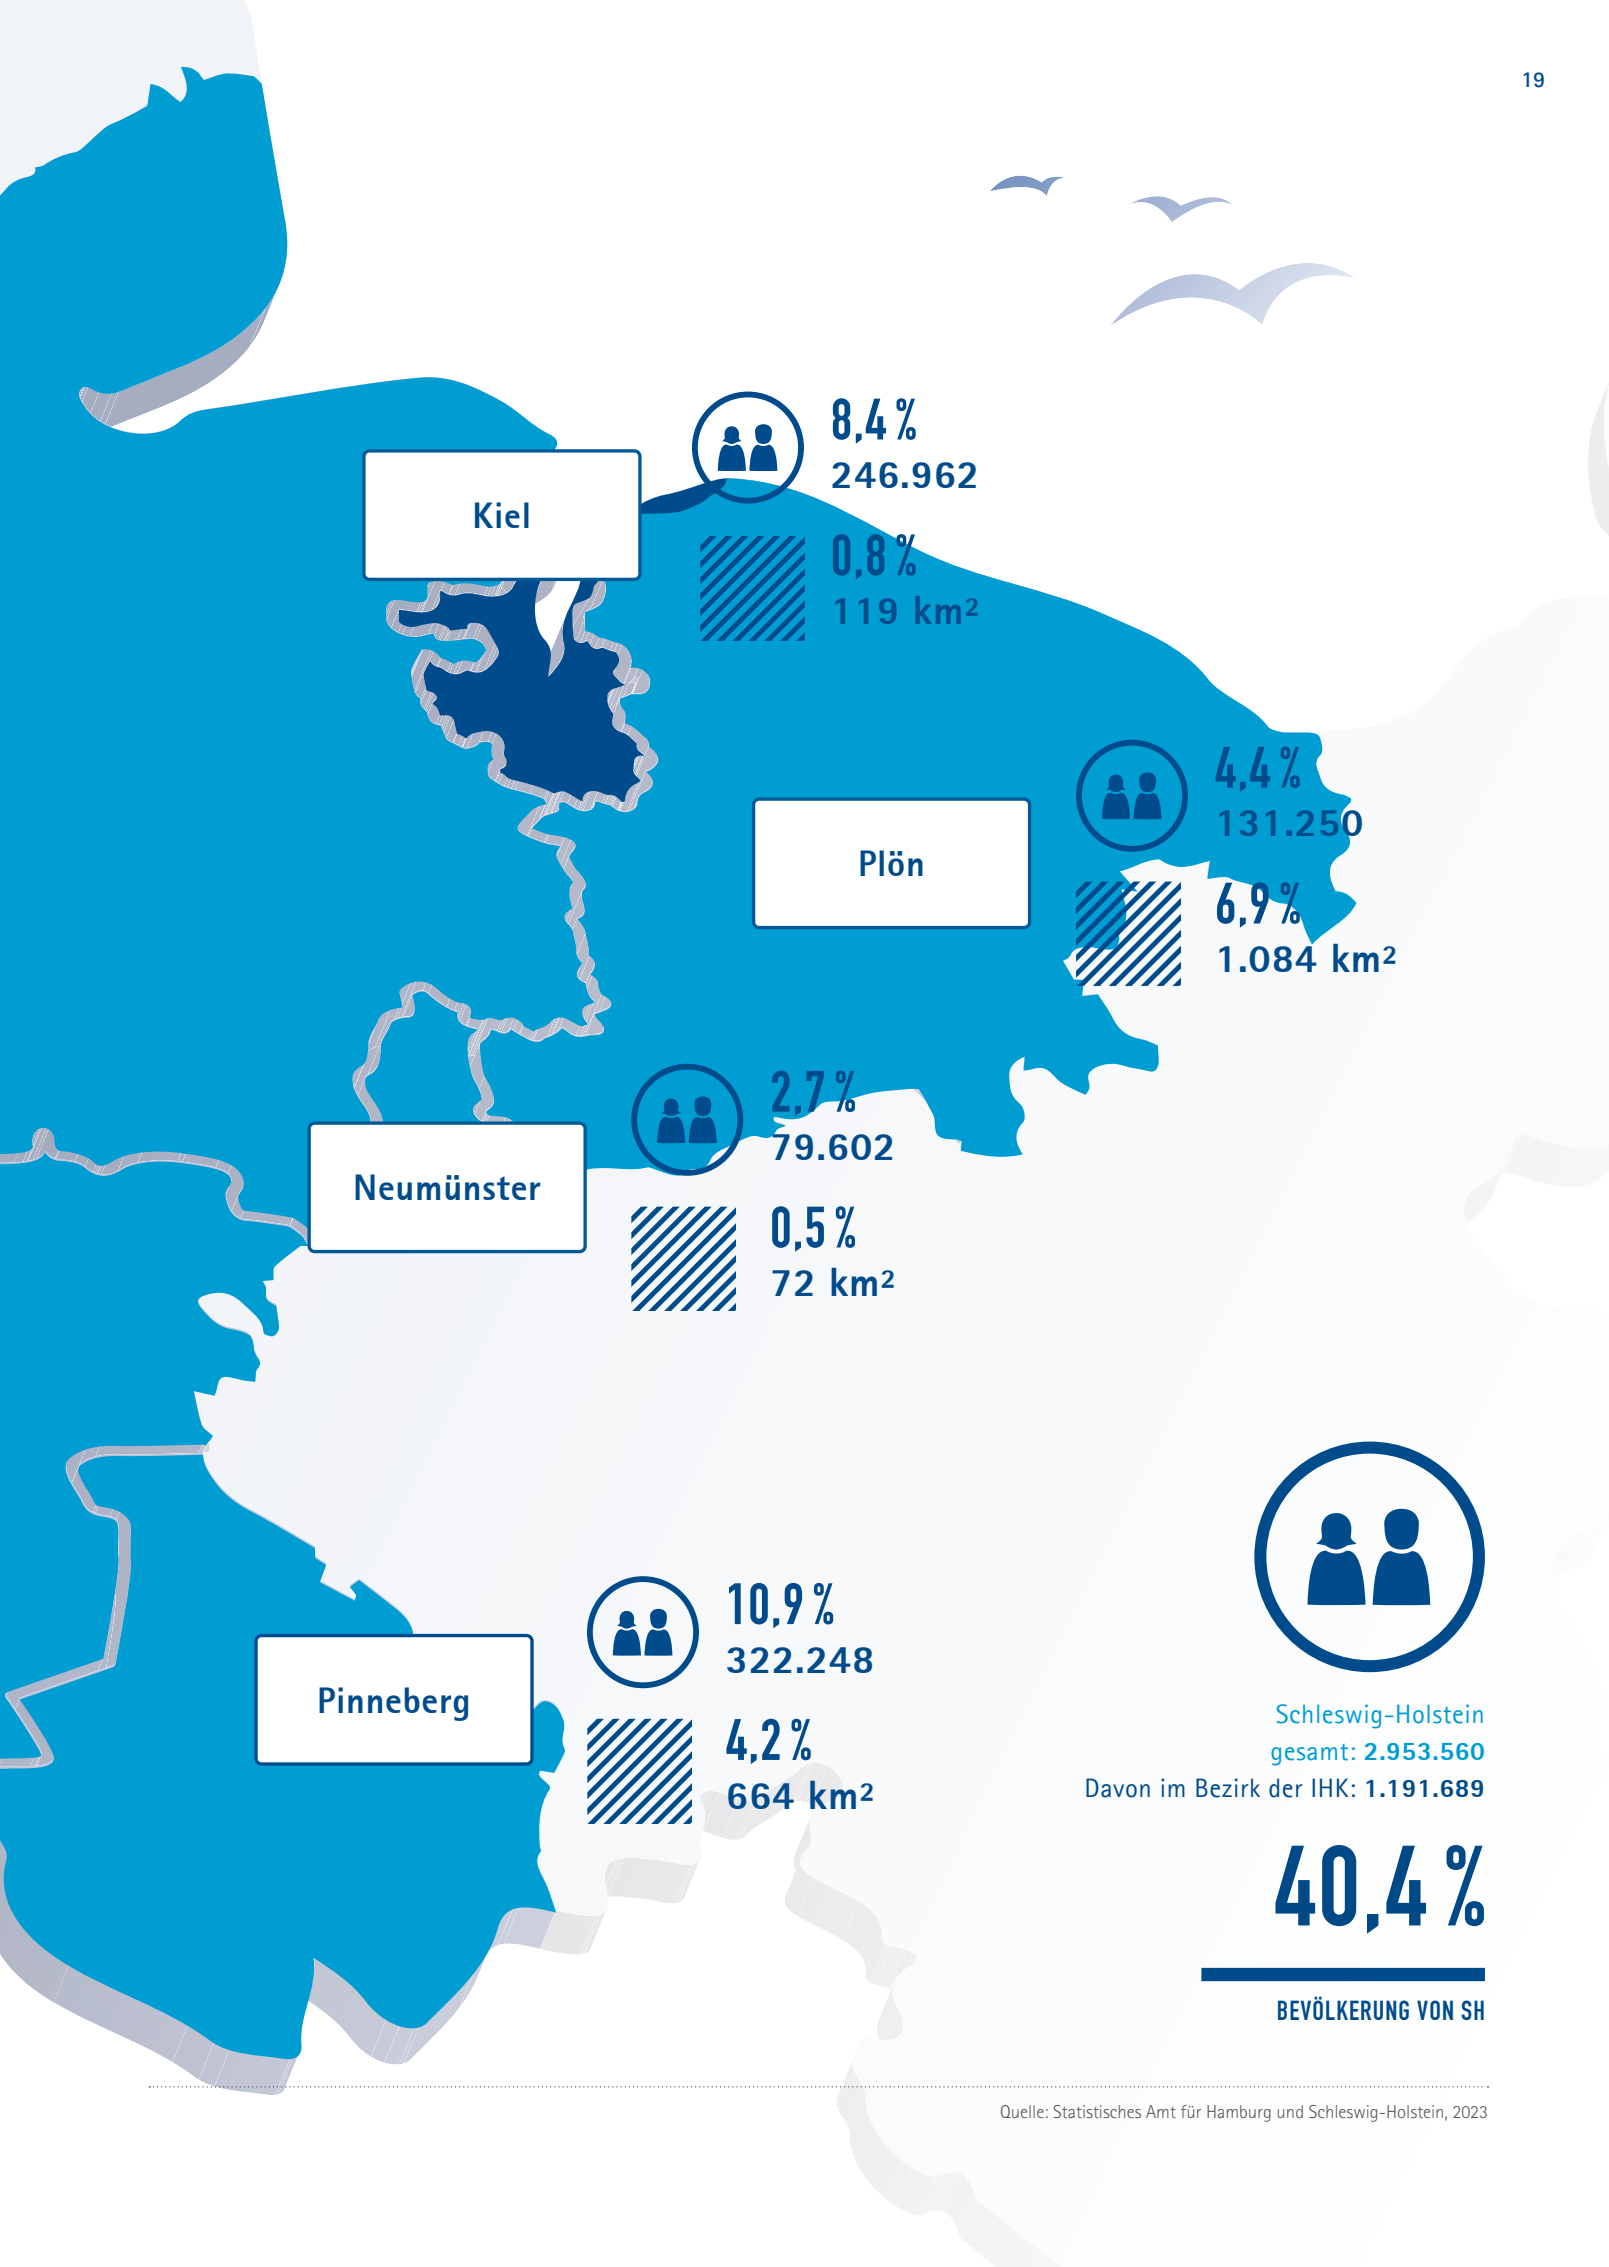 19
Kiel
8,4 %
246.962
0,8 %
119 km²
Plön
4,4 %
131.250
6,9 %
1.084 km²
Neumünster
2,7 %
79.602
0,5 %
72 km²
Pinneberg
10,9 %
322.248
4,2 %
664 km²
Schleswig-Holstein
gesamt: 2.953.560
Davon im Bezirk der IHK: 1.191.689
40,4 %
BEVÖLKERUNG VON SH
Quelle: Statistisches Amt für Hamburg und Schleswig-Holstein, 2023